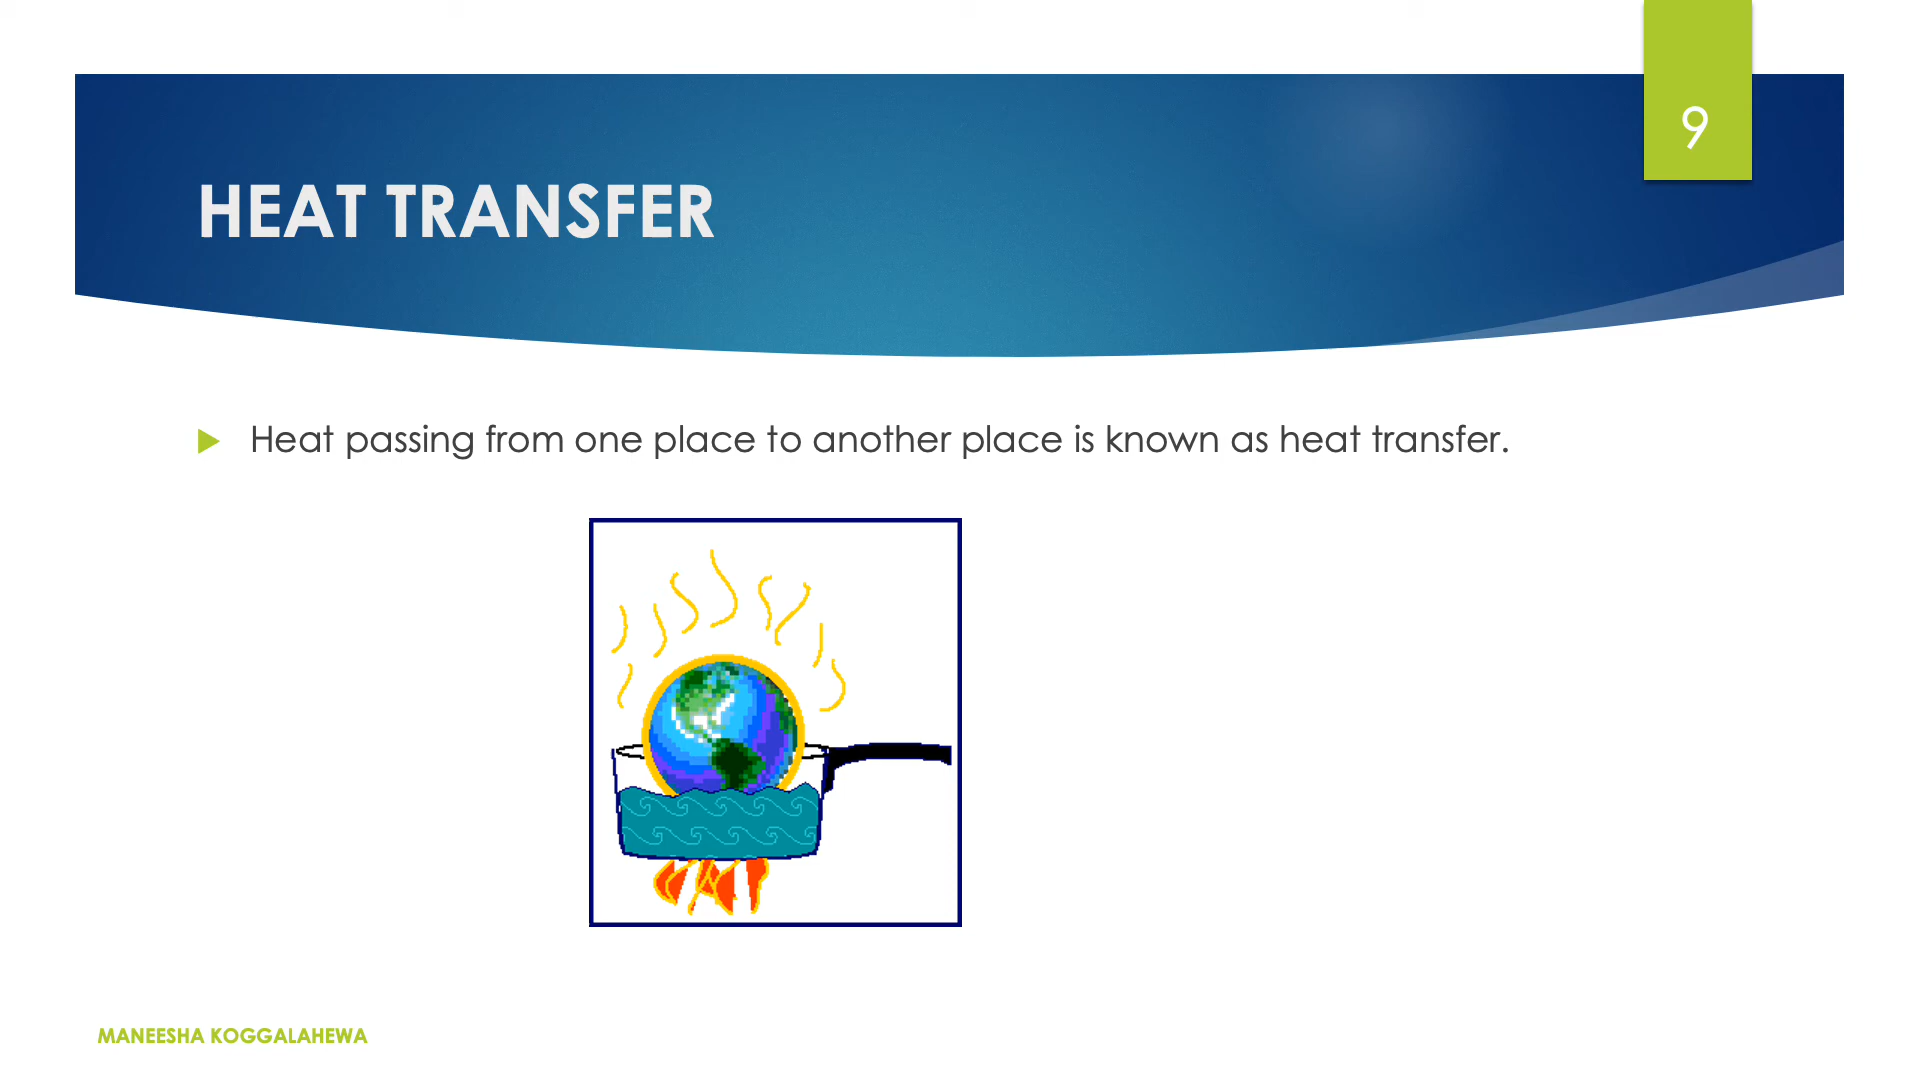 9
HEAT TRANSFER
Heat passing from one place to another place is known as heat transfer.
MANEESHA KOGGALAHEWA